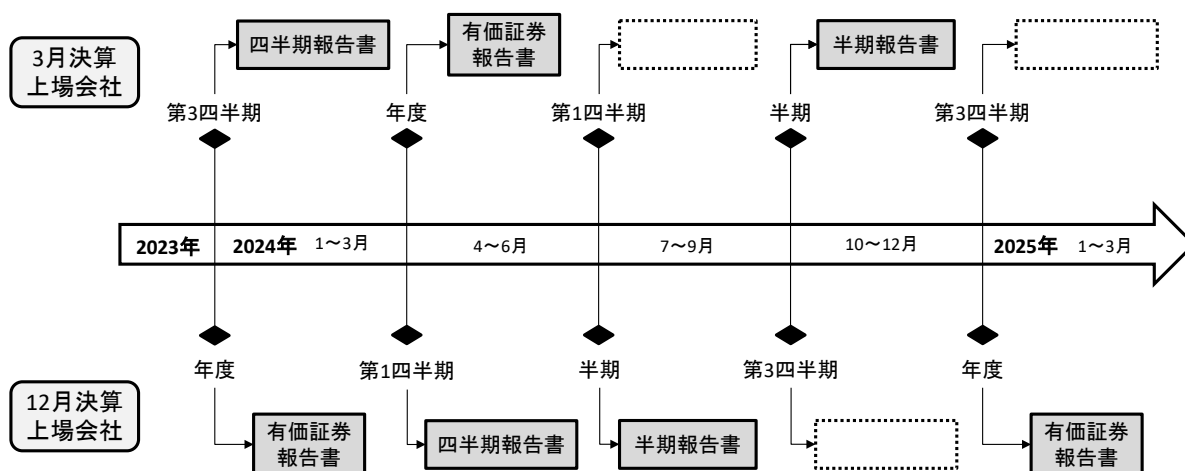 3月決算
上場会社
四半期報告書
有価証券
報告書
半期報告書
第3四半期
年度
第1四半期
半期
第3四半期
2023年
2024年
1～3月
4～6月
7～9月
10～12月
2025年
1～3月
年度
第1四半期
半期
第3四半期
年度
12月決算
上場会社
有価証券
報告書
四半期報告書
半期報告書
有価証券
報告書